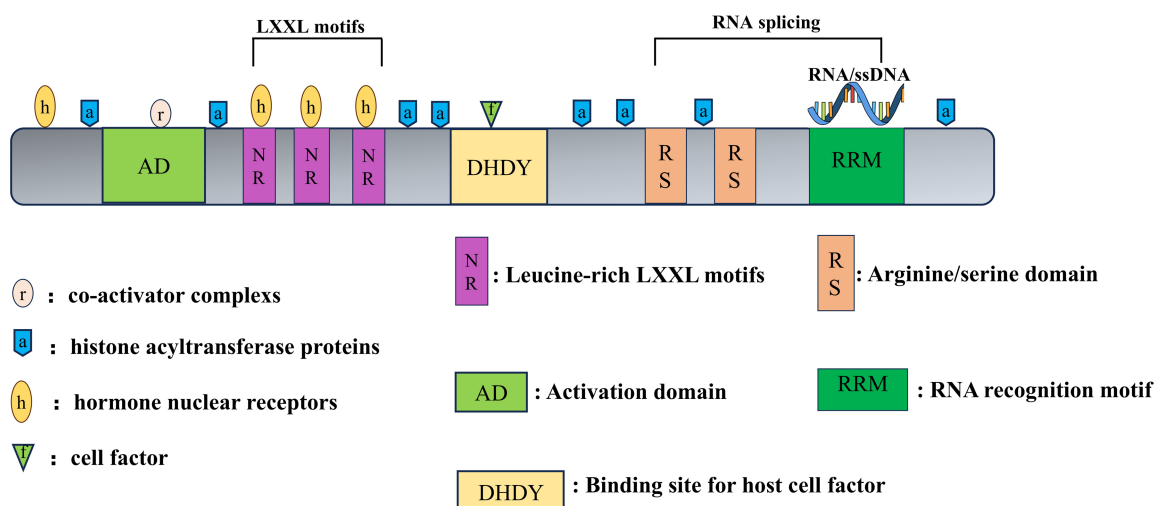 LXXL motifs
RNA splicing
RNA/ssDNA
h a r a h h h a a f a a a a
AD
N
R
N
R
N
R
DHDY
R
S
R
S
RRM
r : co-activator complexs
a : histone acyltransferase proteins
h : hormone nuclear receptors
f : cell factor
N
R
: Leucine-rich LXXL motifs
AD : Activation domain
DHDY : Binding site for host cell factor
R
S
: Arginine/serine domain
RRM : RNA recognition motif